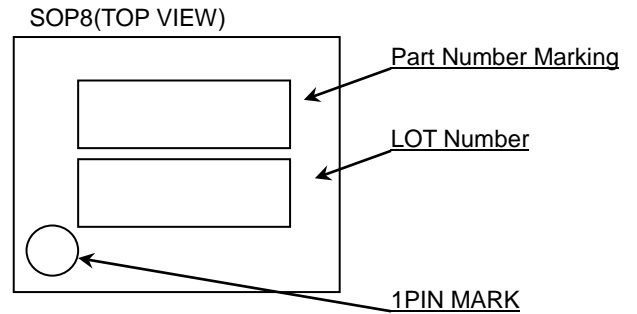 SOP8(TOP VIEW)
Part Number Marking
LOT Number
1PIN MARK